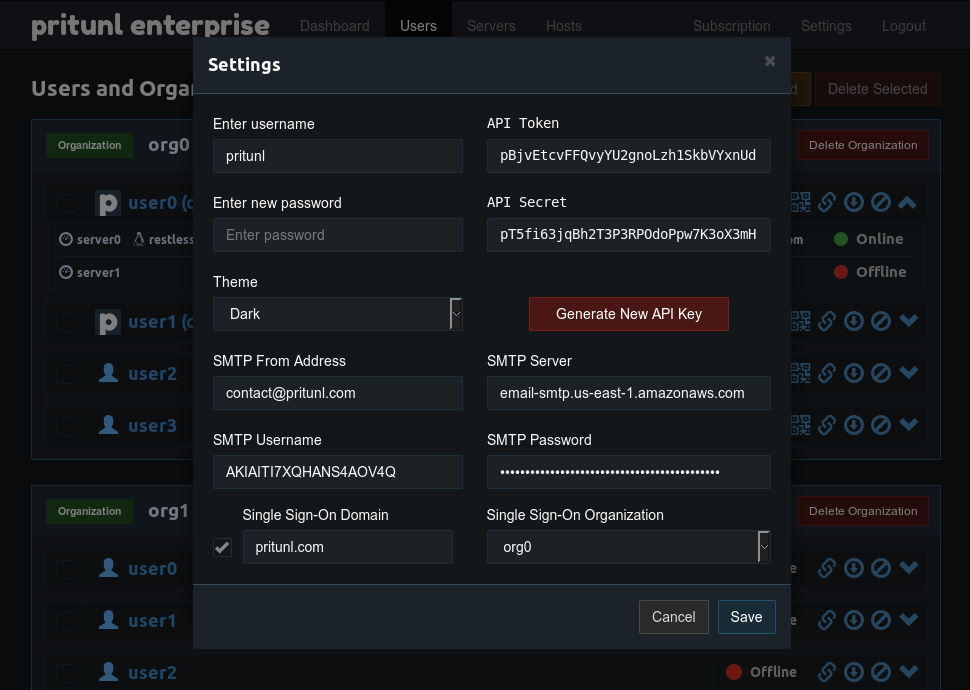 pritunl enterprise Dashboard Users Servers Hosts Subscription Settings Logout
Users and Orga
d Delete Selected
Settings ×
Enter username API Token
pritunl pBjvEtcvFFQvyYU2gnoLzh1SkbVYxnUd
Enter new password API Secret
Enter password pT5fi63jqBh2T3P3RPOdoPpw7K3oX3mH
Theme
Dark Generate New API Key
SMTP From Address SMTP Server
contact@pritunl.com email-smtp.us-east-1.amazonaws.com
SMTP Username SMTP Password
AKIAITI7XQHANS4AOV4Q
Single Sign-On Domain Single Sign-On Organization
pritunl.com org0
Cancel Save
Organization org0 Delete Organization
p user0 (o
server0 restless om Online
server1 Offline
p user1 (o
user2
user3
Organization org1 Delete Organization
user0 e
user1 e
user2 Offline